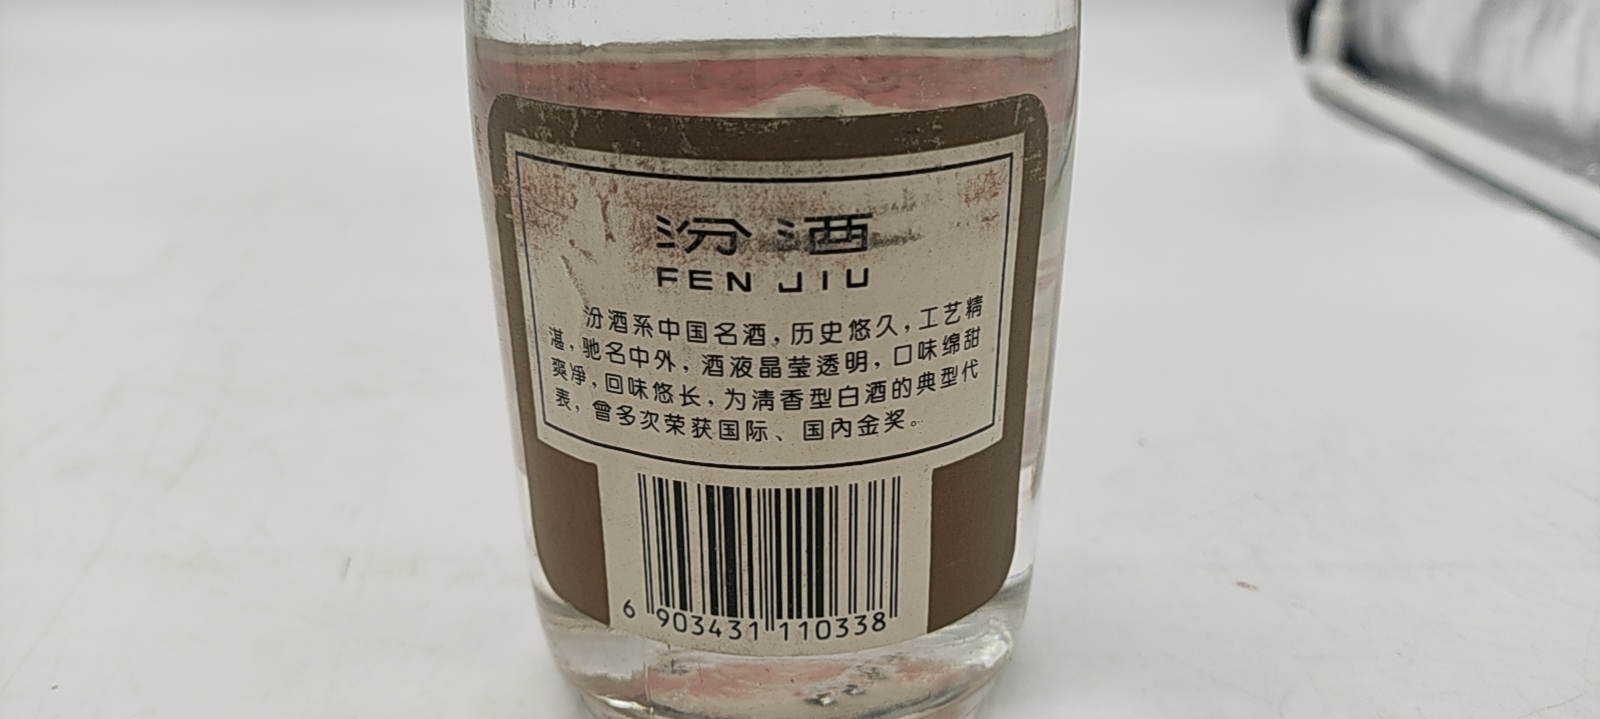 汾酒
FEN JIU
汾酒系中国名酒，历史悠久，工艺精
湛，驰名中外，酒液晶莹透明，口味绵甜
爽净，回味悠长，为清香型白酒的典型代
表，曾多次荣获国际、国内金奖。
6 903431 110338